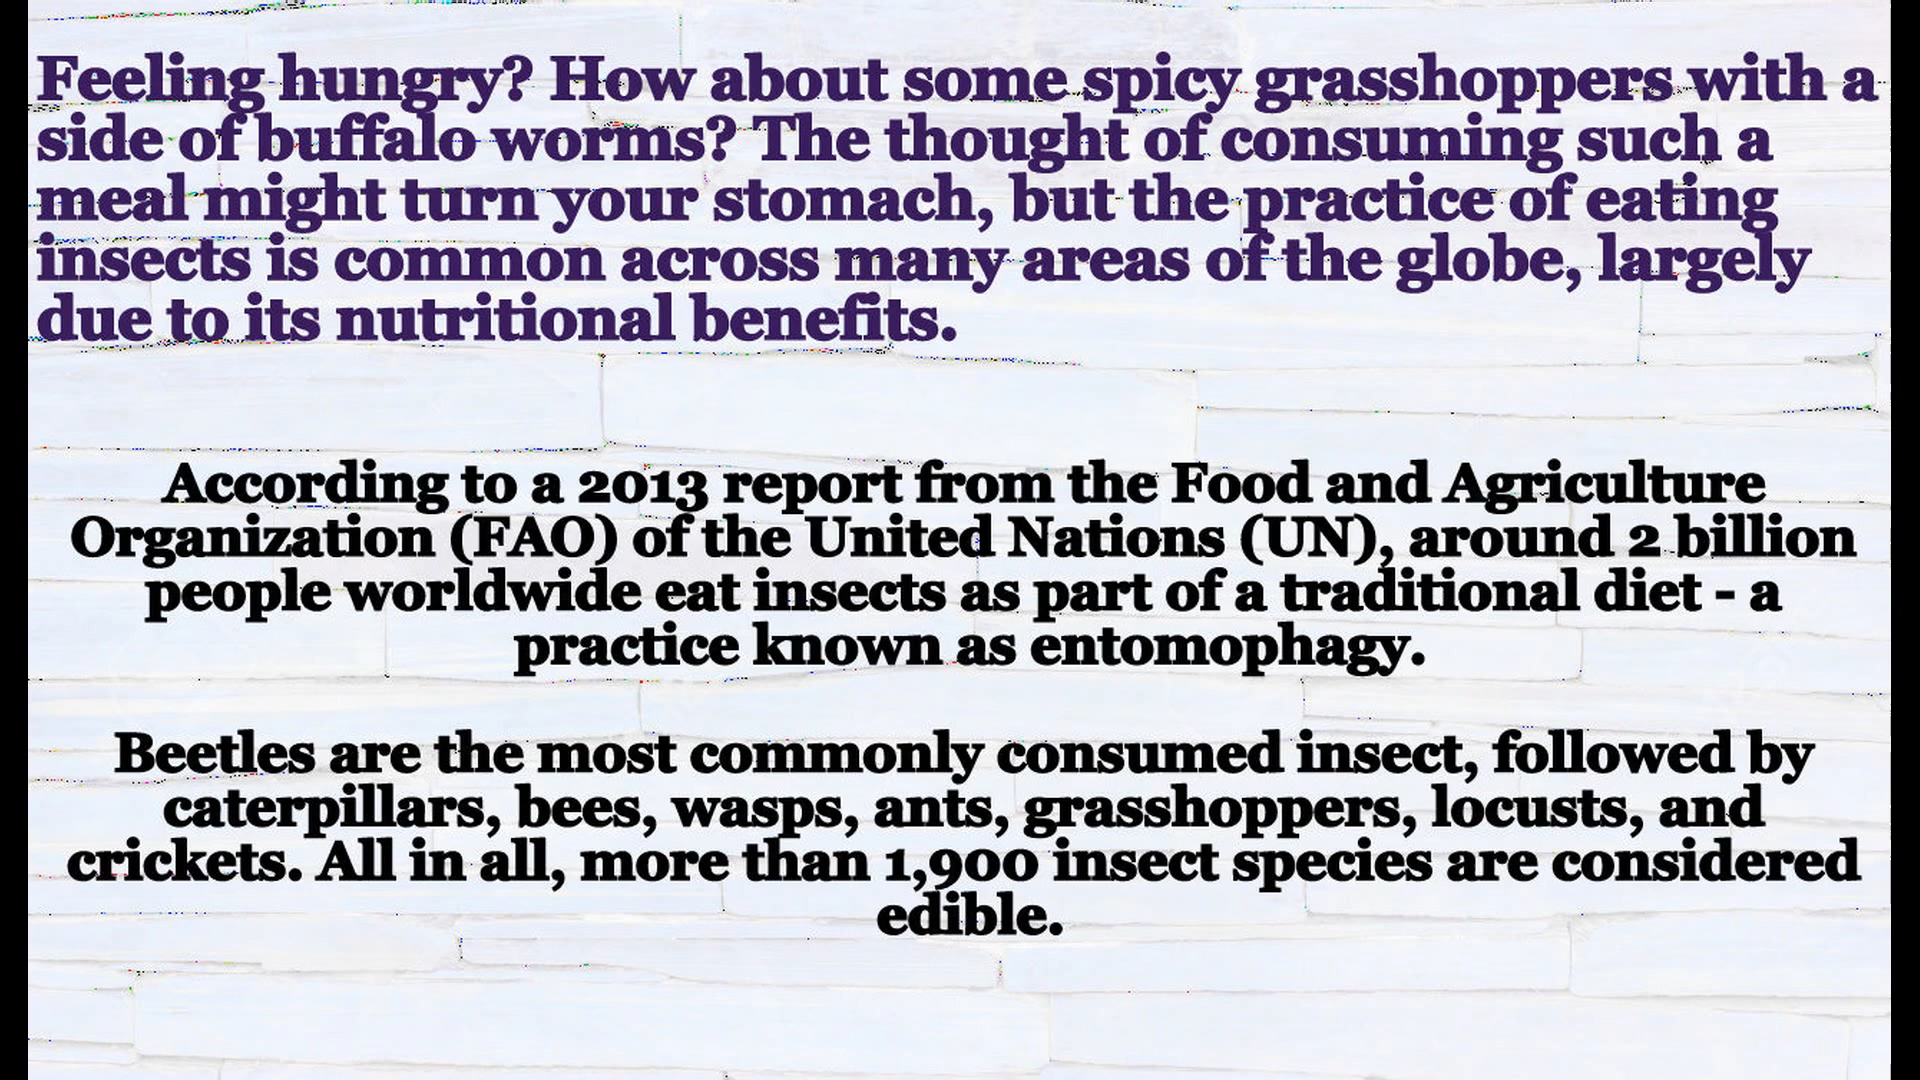 Feeling hungry? How about some spicy grasshoppers with a
side of buffalo worms? The thought of consuming such a
meal might turn your stomach, but the practice of eating
insects is common across many areas of the globe, largely
due to its nutritional benefits.
According to a 2013 report from the Food and Agriculture
Organization (FAO) of the United Nations (UN), around 2 billion
people worldwide eat insects as part of a traditional diet - a
practice known as entomophagy.
Beetles are the most commonly consumed insect, followed by
caterpillars, bees, wasps, ants, grasshoppers, locusts, and
crickets. All in all, more than 1,900 insect species are considered
edible.